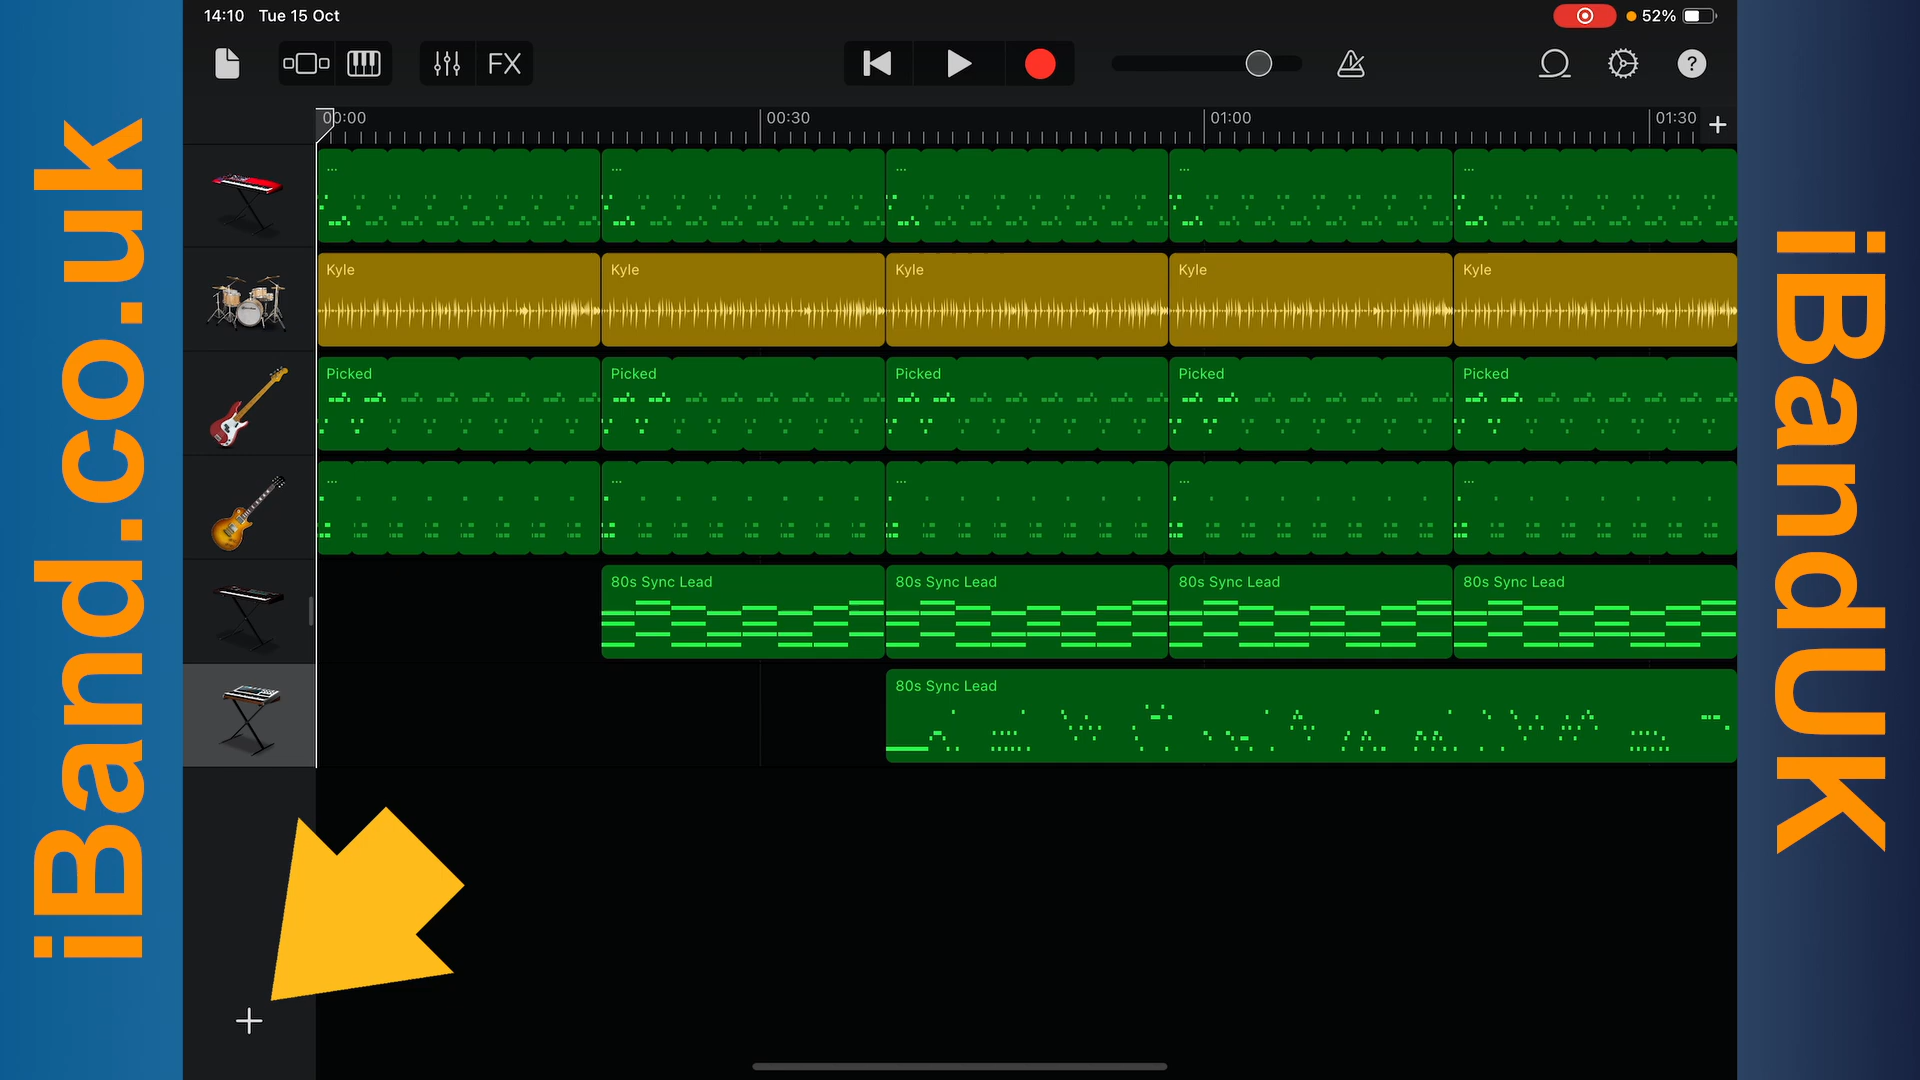 iBand.co.uk
14:10 Tue 15 Oct
52%
FX
?
00:00 00:30 01:00 01:30
... ... ... ... ...
Kyle Kyle Kyle Kyle Kyle
Picked Picked Picked Picked Picked
... ... ... ... ...
80s Sync Lead 80s Sync Lead 80s Sync Lead 80s Sync Lead
80s Sync Lead
iBandUK